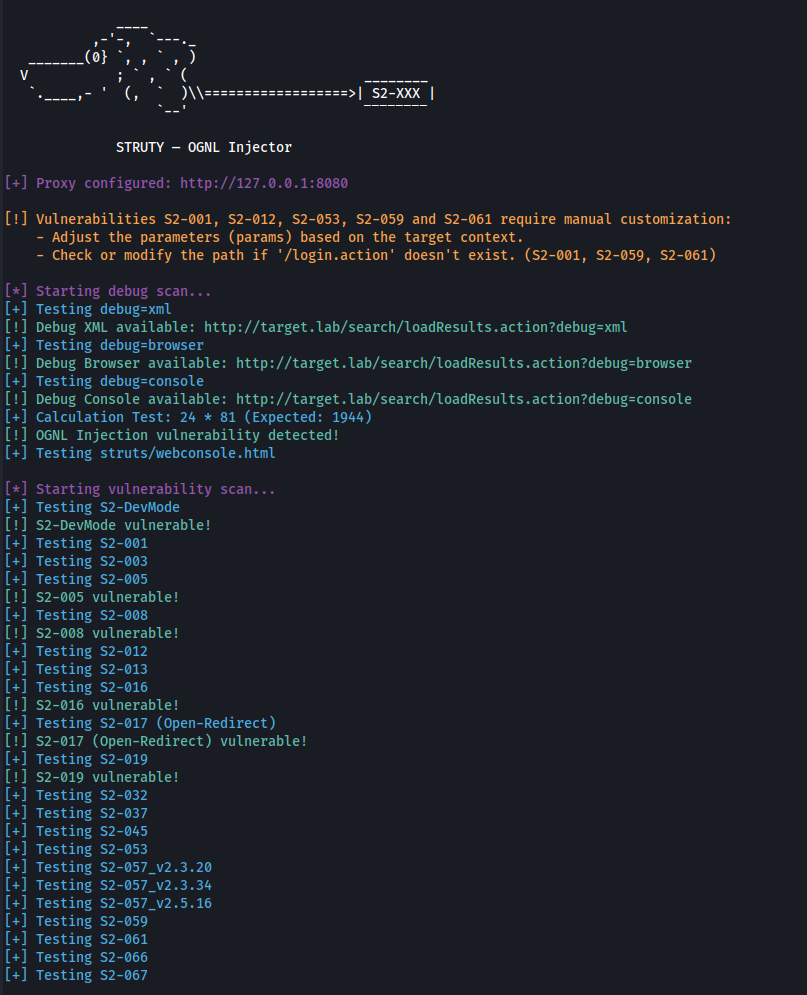 S2-XXX
STRUTY — OGNL Injector
[+] Proxy configured: http://127.0.0.1:8080
[!] Vulnerabilities S2-001, S2-012, S2-053, S2-059 and S2-061 require manual customization:
- Adjust the parameters (params) based on the target context.
- Check or modify the path if '/login.action' doesn't exist. (S2-001, S2-059, S2-061)
[*] Starting debug scan...
[+] Testing debug=xml
[!] Debug XML available: http://target.lab/search/loadResults.action?debug=xml
[+] Testing debug=browser
[!] Debug Browser available: http://target.lab/search/loadResults.action?debug=browser
[+] Testing debug=console
[!] Debug Console available: http://target.lab/search/loadResults.action?debug=console
[+] Calculation Test: 24 * 81 (Expected: 1944)
[!] OGNL Injection vulnerability detected!
[+] Testing struts/webconsole.html
[*] Starting vulnerability scan...
[+] Testing S2-DevMode
[!] S2-DevMode vulnerable!
[+] Testing S2-001
[+] Testing S2-003
[+] Testing S2-005
[!] S2-005 vulnerable!
[+] Testing S2-008
[!] S2-008 vulnerable!
[+] Testing S2-012
[+] Testing S2-013
[+] Testing S2-016
[!] S2-016 vulnerable!
[+] Testing S2-017 (Open-Redirect)
[!] S2-017 (Open-Redirect) vulnerable!
[+] Testing S2-019
[!] S2-019 vulnerable!
[+] Testing S2-032
[+] Testing S2-037
[+] Testing S2-045
[+] Testing S2-053
[+] Testing S2-057_v2.3.20
[+] Testing S2-057_v2.3.34
[+] Testing S2-057_v2.5.16
[+] Testing S2-059
[+] Testing S2-061
[+] Testing S2-066
[+] Testing S2-067